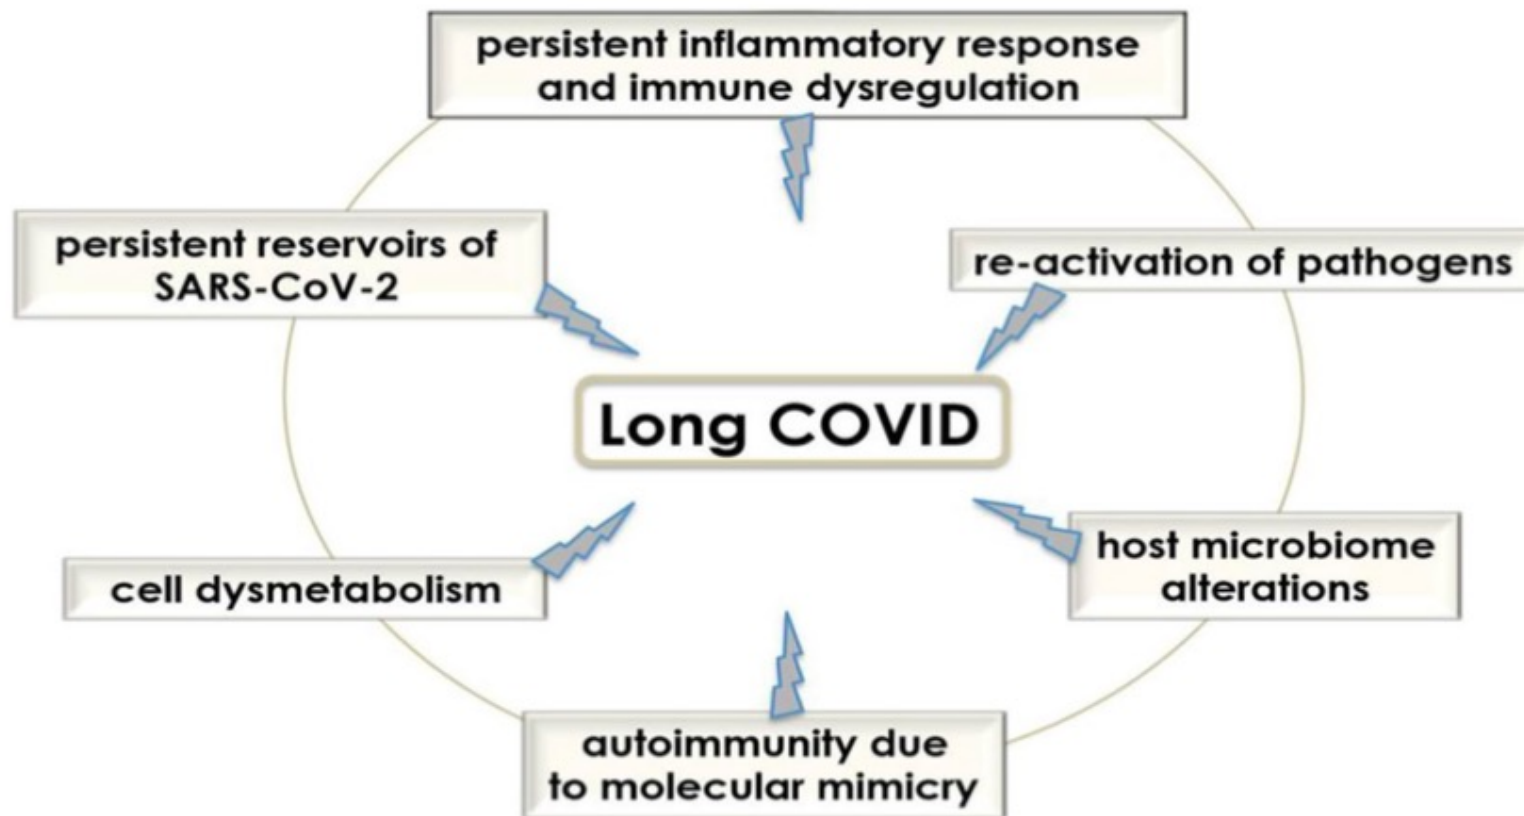 persistent inflammatory response
and immune dysregulation
persistent reservoirs of
SARS-CoV-2
re-activation of pathogens
Long COVID
cell dysmetabolism
host microbiome
alterations
autoimmunity due
to molecular mimicry